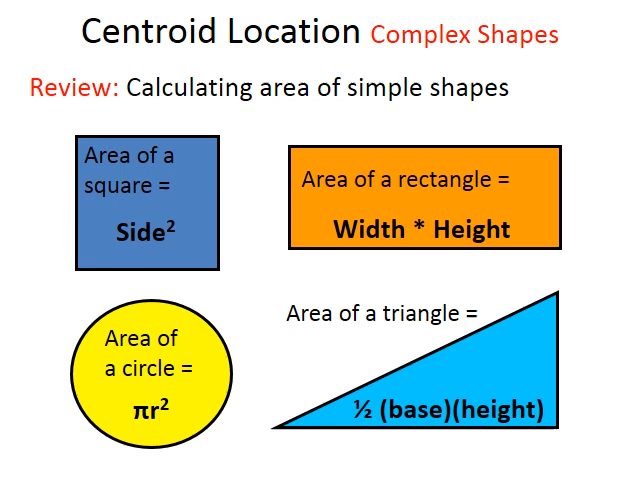 Centroid Location Complex Shapes
Review: Calculating area of simple shapes
Area of a
square =
Side²
Area of a rectangle =
Width * Height
Area of
a circle =
πr²
Area of a triangle =
½ (base)(height)